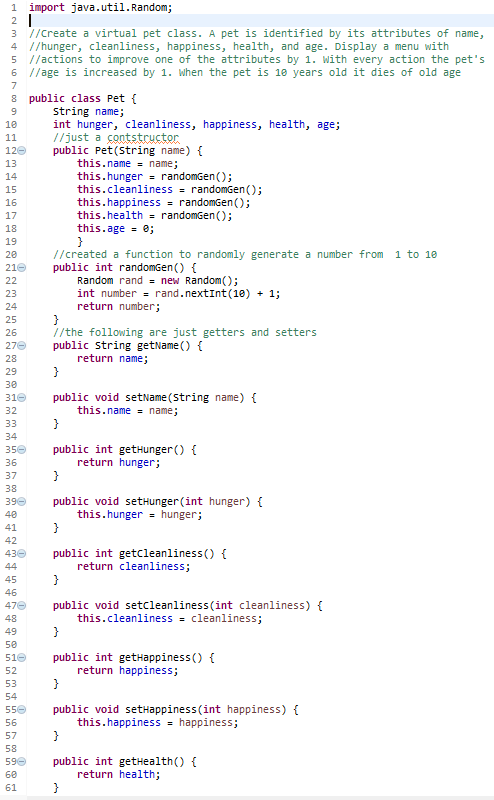 1 import java.util.Random;
2
3 //Create a virtual pet class. A pet is identified by its attributes of name,
4 //hunger, cleanliness, happiness, health, and age. Display a menu with
5 //actions to improve one of the attributes by 1. With every action the pet's
6 //age is increased by 1. When the pet is 10 years old it dies of old age
7
8 public class Pet {
9     String name;
10     int hunger, cleanliness, happiness, health, age;
11     //just a contstructor
12     public Pet(String name) {
13         this.name = name;
14         this.hunger = randomGen();
15         this.cleanliness = randomGen();
16         this.happiness = randomGen();
17         this.health = randomGen();
18         this.age = 0;
19         }
20     //created a function to randomly generate a number from  1 to 10
21     public int randomGen() {
22         Random rand = new Random();
23         int number = rand.nextInt(10) + 1;
24         return number;
25     }
26     //the following are just getters and setters
27     public String getName() {
28         return name;
29     }
30
31     public void setName(String name) {
32         this.name = name;
33     }
34
35     public int getHunger() {
36         return hunger;
37     }
38
39     public void setHunger(int hunger) {
40         this.hunger = hunger;
41     }
42
43     public int getCleanliness() {
44         return cleanliness;
45     }
46
47     public void setCleanliness(int cleanliness) {
48         this.cleanliness = cleanliness;
49     }
50
51     public int getHappiness() {
52         return happiness;
53     }
54
55     public void setHappiness(int happiness) {
56         this.happiness = happiness;
57     }
58
59     public int getHealth() {
60         return health;
61     }